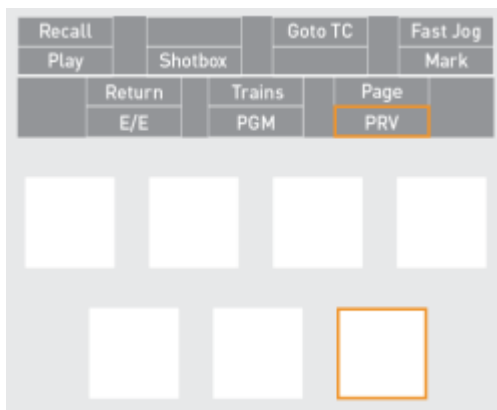 Recall Goto TC Fast Jog
Play Shotbox Mark
Return Trains Page
E/E PGM PRV